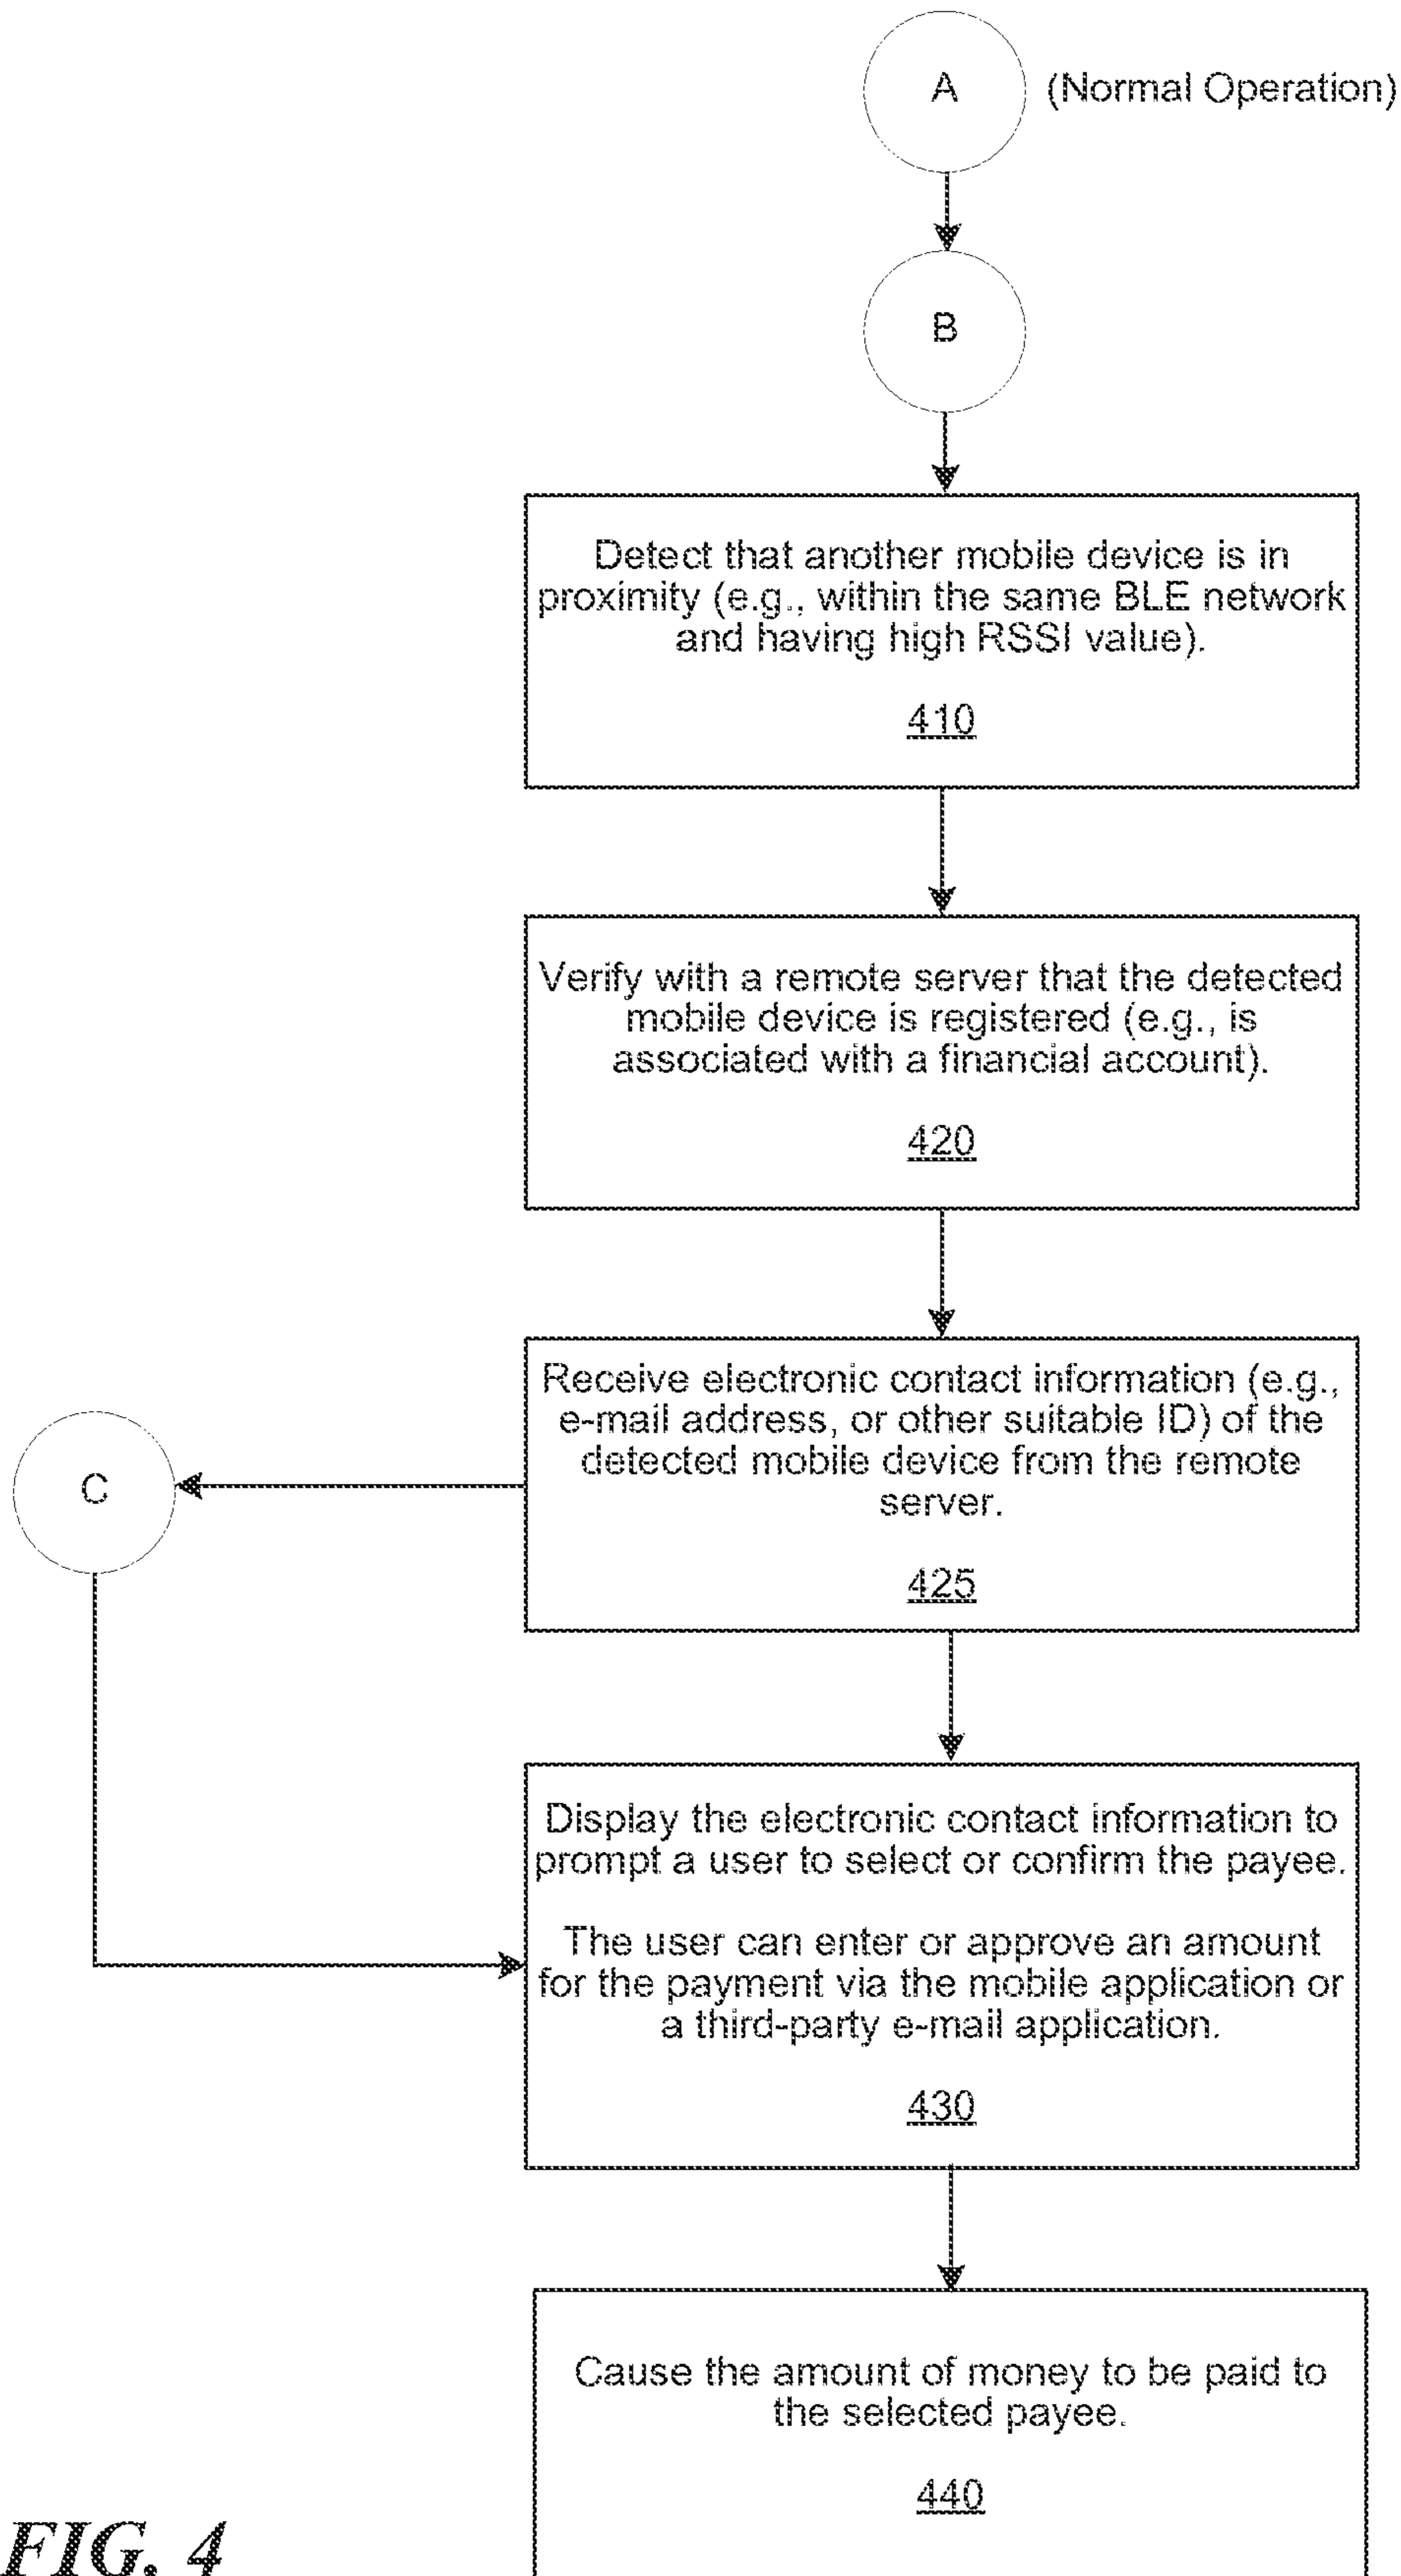 A (Normal Operation)
B
Detect that another mobile device is in
proximity (e.g., within the same BLE network
and having high RSSI value).
410
Verify with a remote server that the detected
mobile device is registered (e.g., is
associated with a financial account).
420
Receive electronic contact information (e.g.,
e-mail address, or other suitable ID) of the
detected mobile device from the remote
server.
425
C
Display the electronic contact information to
prompt a user to select or confirm the payee.
The user can enter or approve an amount
for the payment via the mobile application or
a third-party e-mail application.
430
Cause the amount of money to be paid to
the selected payee.
440
FIG. 4